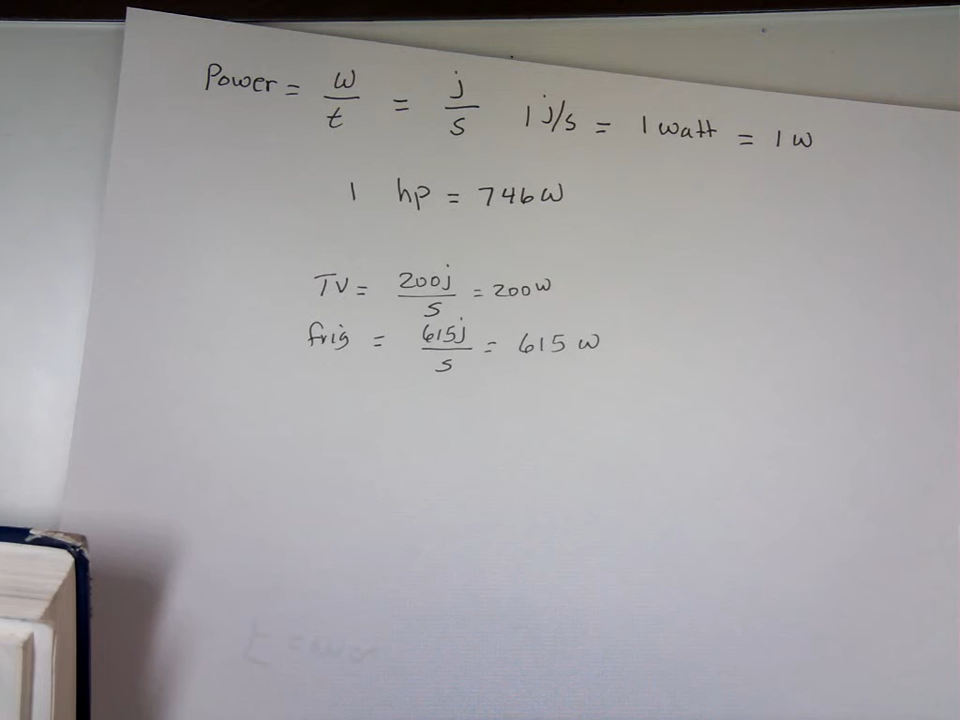 Power = w/t = j/s 1 j/s = 1 watt = 1 w
1 hp = 746 W
TV = 200j/s = 200 w
frig = 615j/s = 615 w